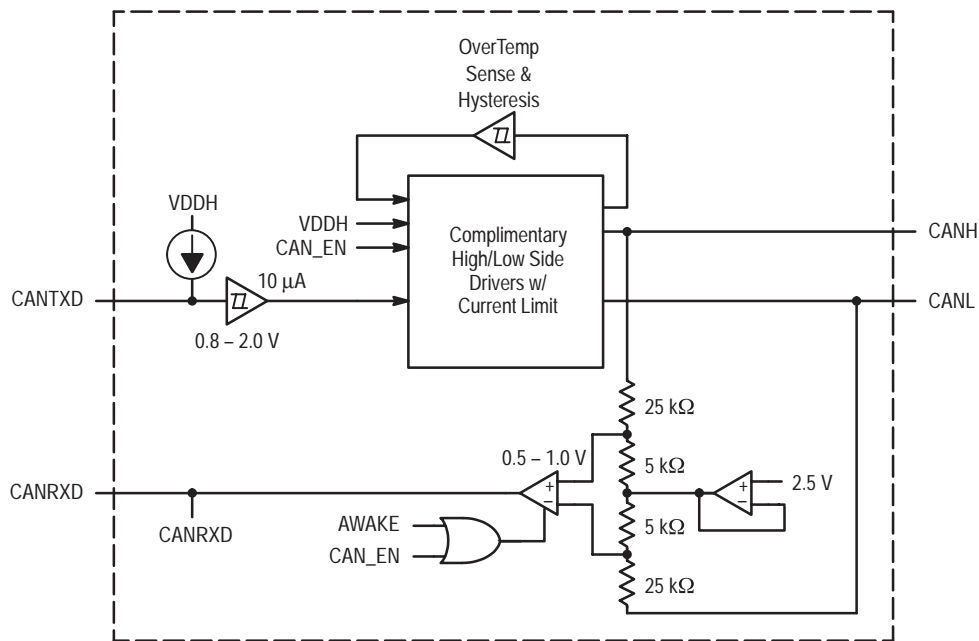 OverTemp
Sense &
Hysteresis
VDDH
VDDH
CAN_EN
Complimentary
High/Low Side
Drivers w/
Current Limit
CANH
10 μA
CANTXD
CANL
0.8 – 2.0 V
25 kΩ
0.5 – 1.0 V
+
–
5 kΩ
+
–
2.5 V
CANRXD
CANRXD
AWAKE
CAN_EN
5 kΩ
25 kΩ